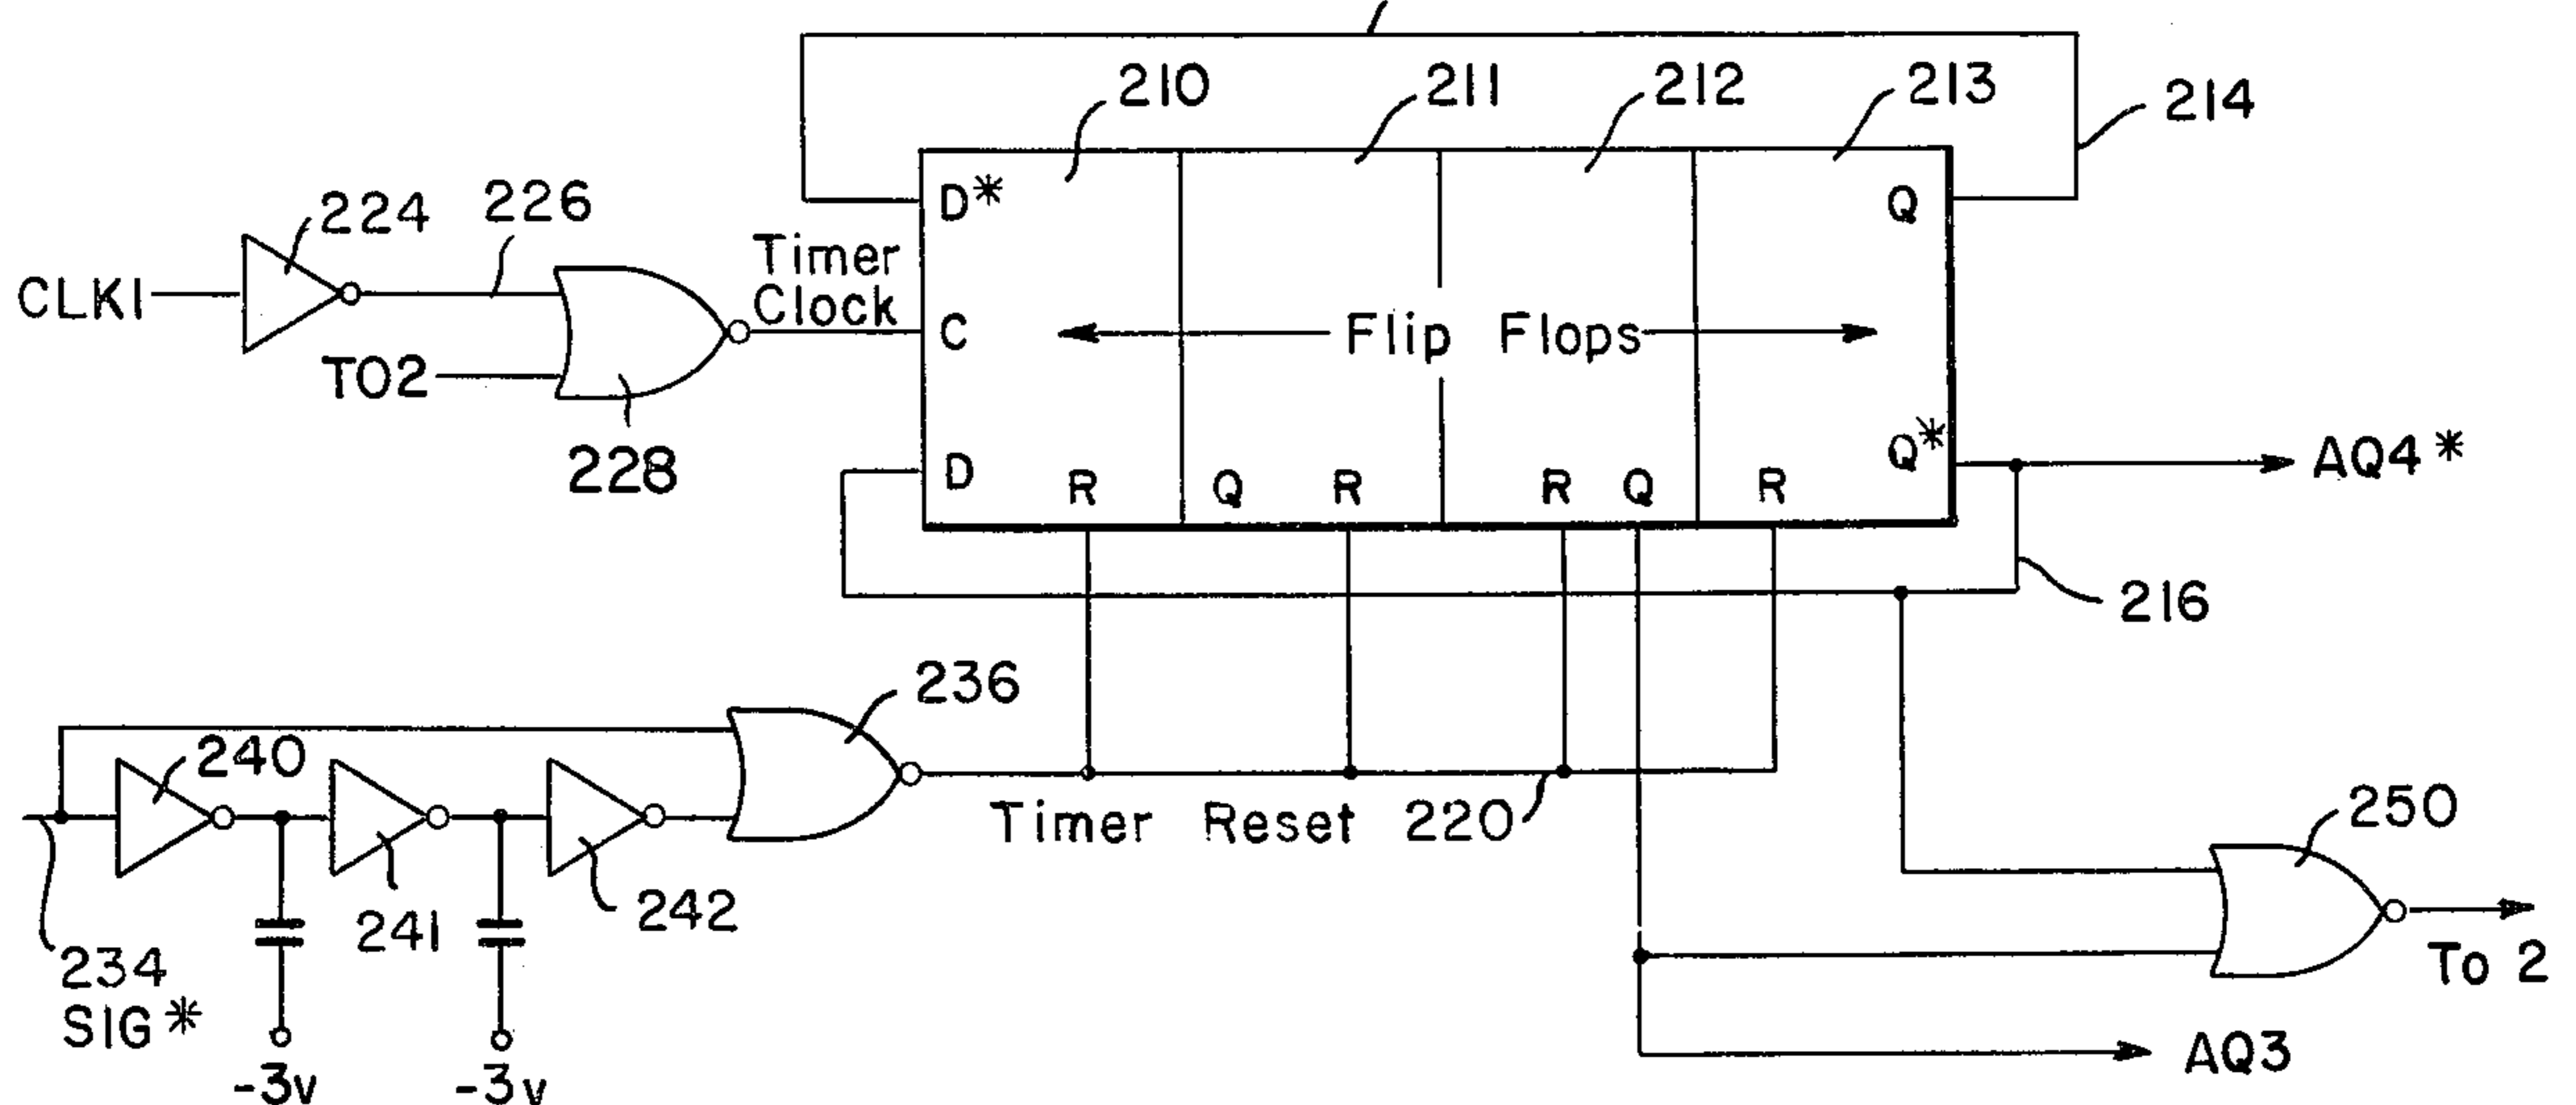 210
211
212
213
214
224
226
D*
Q
Timer
Clock
CLK1
C
Flip Flops
TO2
228
D
Q*
AQ4*
R
Q
R
R
Q
R
216
236
240
Timer Reset
220
250
241
242
234
SIG*
To 2
-3v
-3v
AQ3